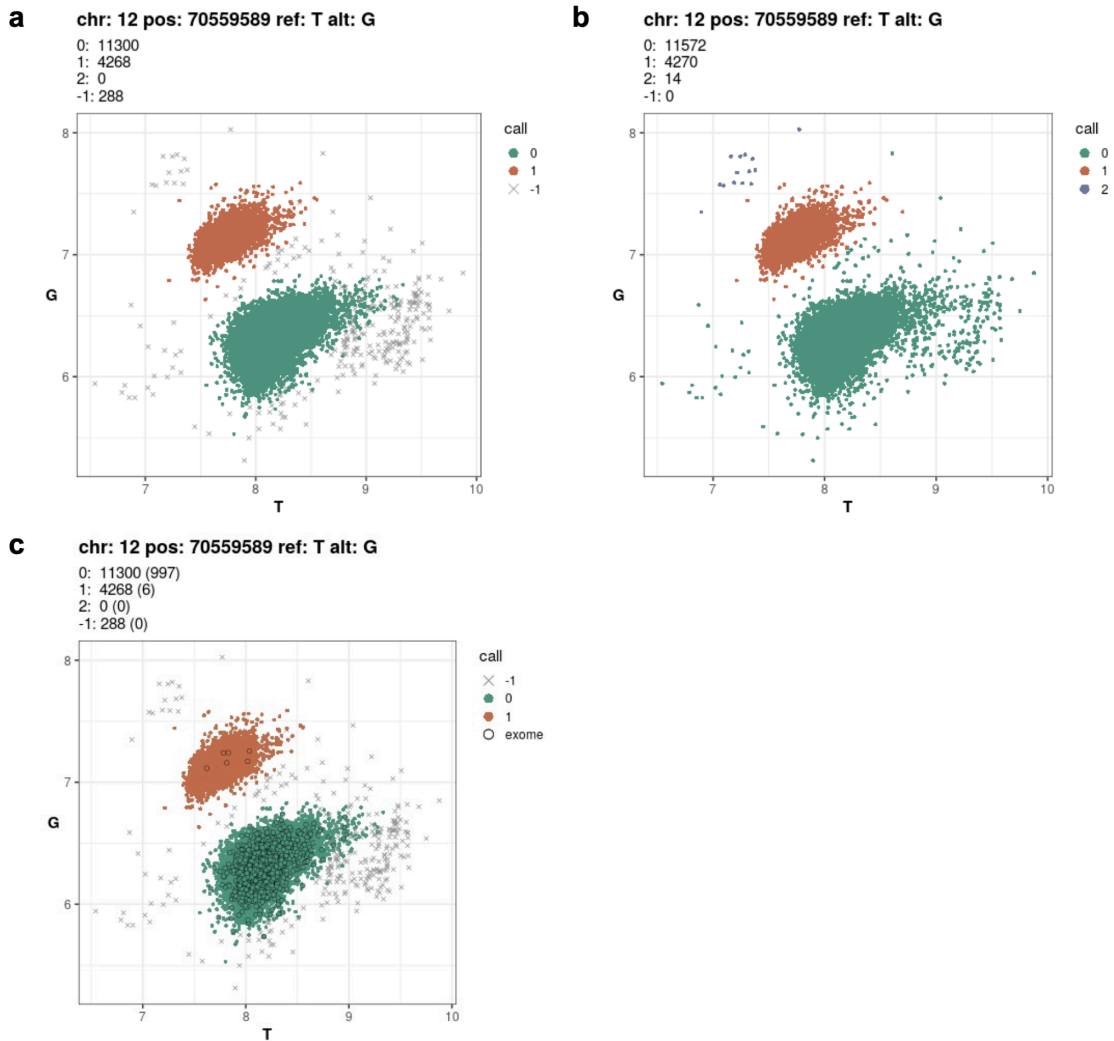 a
chr: 12 pos: 70559589 ref: T alt: G
0: 11300
1: 4268
2: 0
-1: 288
8
7
6
G
7
8
9
10
T
call
0
1
-1
b
chr: 12 pos: 70559589 ref: T alt: G
0: 11572
1: 4270
2: 14
-1: 0
8
7
6
G
7
8
9
10
T
call
0
1
2
c
chr: 12 pos: 70559589 ref: T alt: G
0: 11300 (997)
1: 4268 (6)
2: 0 (0)
-1: 288 (0)
8
7
6
G
7
8
9
10
T
call
-1
0
1
exome